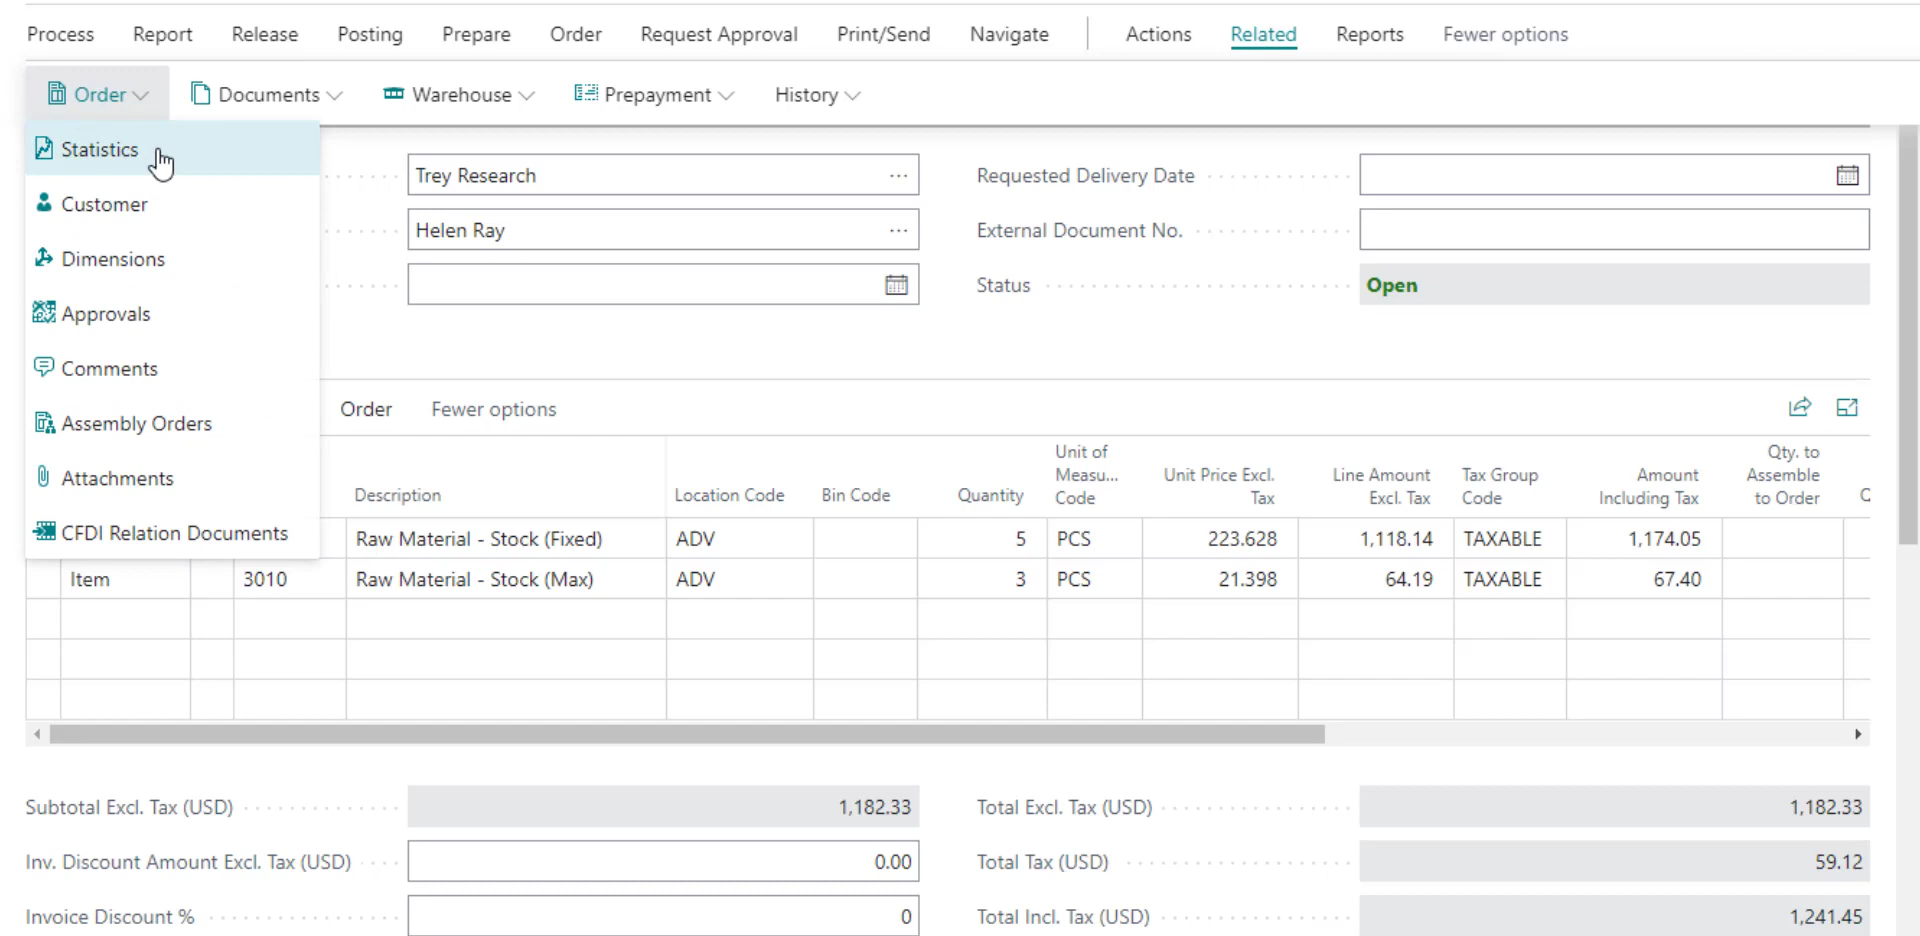 Process Report Release Posting Prepare Order Request Approval Print/Send Navigate Actions Related Reports Fewer options
Order Documents Warehouse Prepayment History
Statistics
Customer
Dimensions
Approvals
Comments
Assembly Orders
Attachments
CFDI Relation Documents
Trey Research ... Requested Delivery Date
Helen Ray ... External Document No.
Status Open
Order Fewer options
Description Location Code Bin Code Quantity Unit of Measu... Code Unit Price Excl. Tax Line Amount Excl. Tax Tax Group Code Amount Including Tax Qty. to Assemble to Order
Raw Material - Stock (Fixed) ADV 5 PCS 223.628 1,118.14 TAXABLE 1,174.05
Item 3010 Raw Material - Stock (Max) ADV 3 PCS 21.398 64.19 TAXABLE 67.40
Subtotal Excl. Tax (USD) 1,182.33 Total Excl. Tax (USD) 1,182.33
Inv. Discount Amount Excl. Tax (USD) 0.00 Total Tax (USD) 59.12
Invoice Discount % 0 Total Incl. Tax (USD) 1,241.45